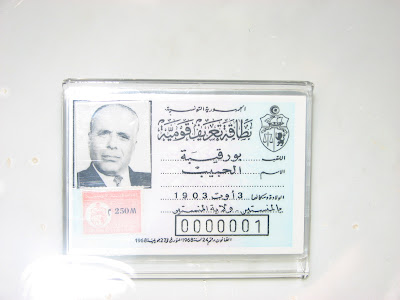 الجمهورية التونسية
بطاقة تعريف قومية
اللقب بورقيبة
الاسم الحبيب
الولادة ومكانها 3 أوت 1903
بالمنستير - ولاية المنستير
250M
0000001